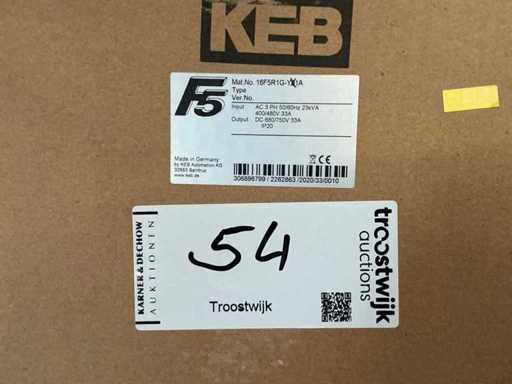 KEB
F5
Mat.No. 16F5R1G-YX1A
Type
Ver.No.
Input AC 3 PH 50/60Hz 23kVA
400/480V 33A
Output DC 680/750V 33A
IP20
Made in Germany
by KEB Automation KG
32683 Barntrup
www.keb.de
CE
306896799 / 2262863 /2020/33/0010
KARNER & DECHOW
AUKTIONEN
54
Troostwijk
troostwijk
auctions